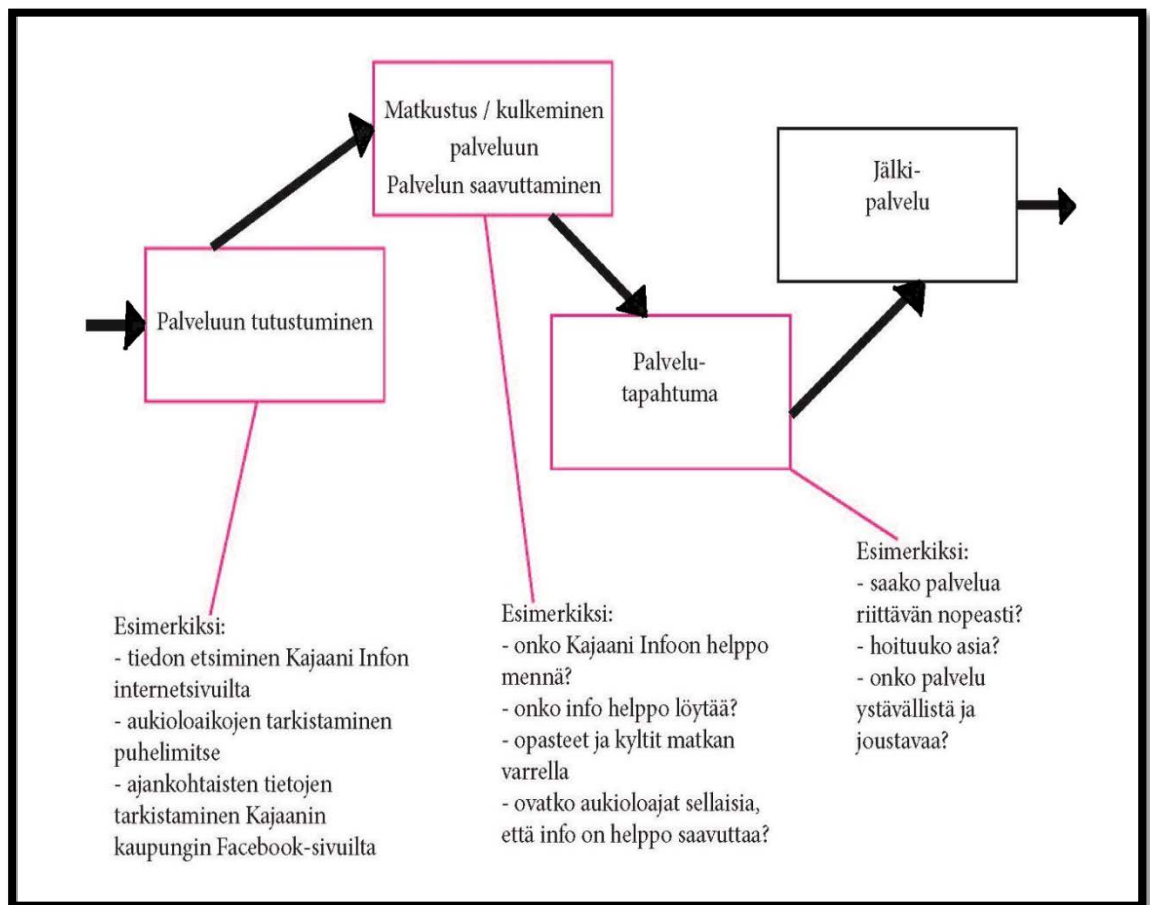 Matkustus / kulkeminen
palveluun
Palvelun saavuttaminen
Jälki-
palvelu
Palveluun tutustuminen
Palvelu-
tapahtuma
Esimerkiksi:
- tiedon etsiminen Kajaani Infon
internetsivuilta
- aukioloaikojen tarkistaminen
puhelimitse
- ajankohtaisten tietojen
tarkistaminen Kajaanin
kaupungin Facebook-sivuilta
Esimerkiksi:
- onko Kajaani Infoon helppo
mennä?
- onko info helppo löytää?
- opasteet ja kyltit matkan
varrella
- ovatko aukioloajat sellaisia,
että info on helppo saavuttaa?
Esimerkiksi:
- saako palvelua
riittävän nopeasti?
- hoituuko asia?
- onko palvelu
ystävällistä ja
joustavaa?